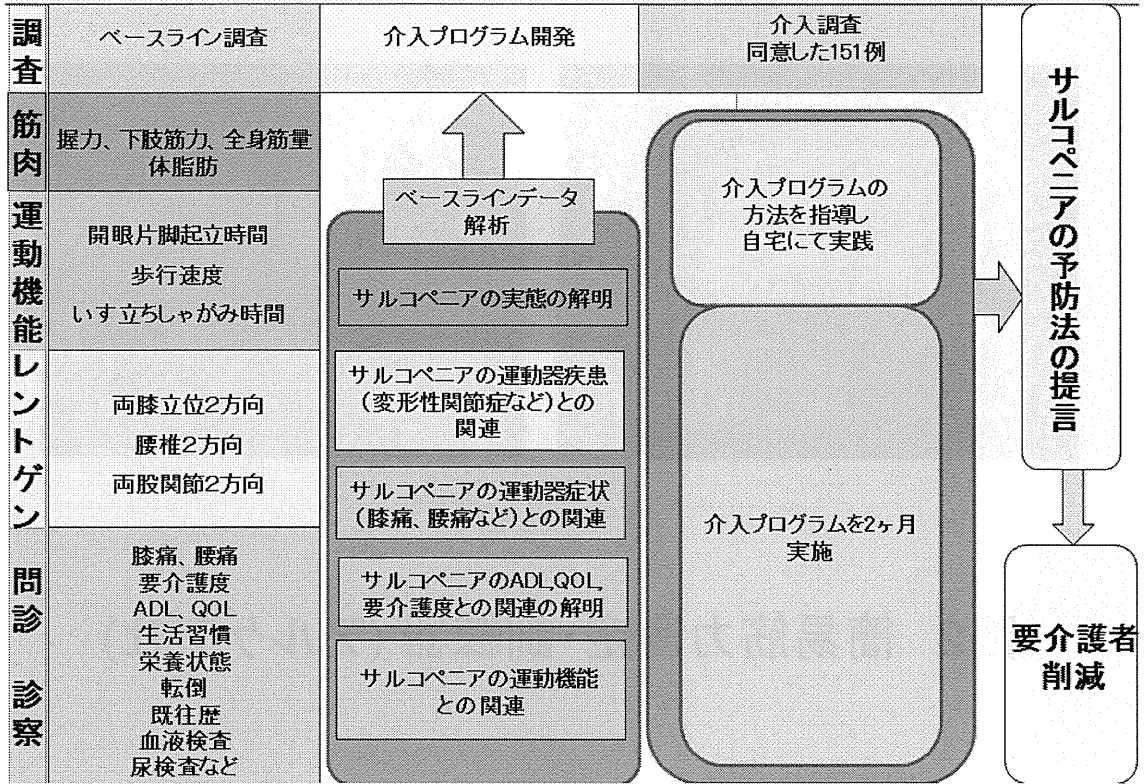 調査
ベースライン調査
介入プログラム開発
介入調査
同意した151例
筋肉
握力、下肢筋力、全身筋量
体脂肪
運動機能
開眼片脚起立時間
歩行速度
いす立ちしゃがみ時間
レントゲン
両膝立位2方向
腰椎2方向
両股関節2方向
問診
診察
膝痛、腰痛
要介護度
ADL、QOL
生活習慣
栄養状態
転倒
既往歴
血液検査
尿検査など
ベースラインデータ
解析
サルコペニアの実態の解明
サルコペニアの運動器疾患
(変形性関節症など)との
関連
サルコペニアの運動器症状
(膝痛、腰痛など)との関連
サルコペニアのADL,QOL,
要介護度との関連の解明
サルコペニアの運動機能
との関連
介入プログラムの
方法を指導し
自宅にて実践
介入プログラムを2ヶ月
実施
サルコペニアの予防法の提言
要介護者
削減